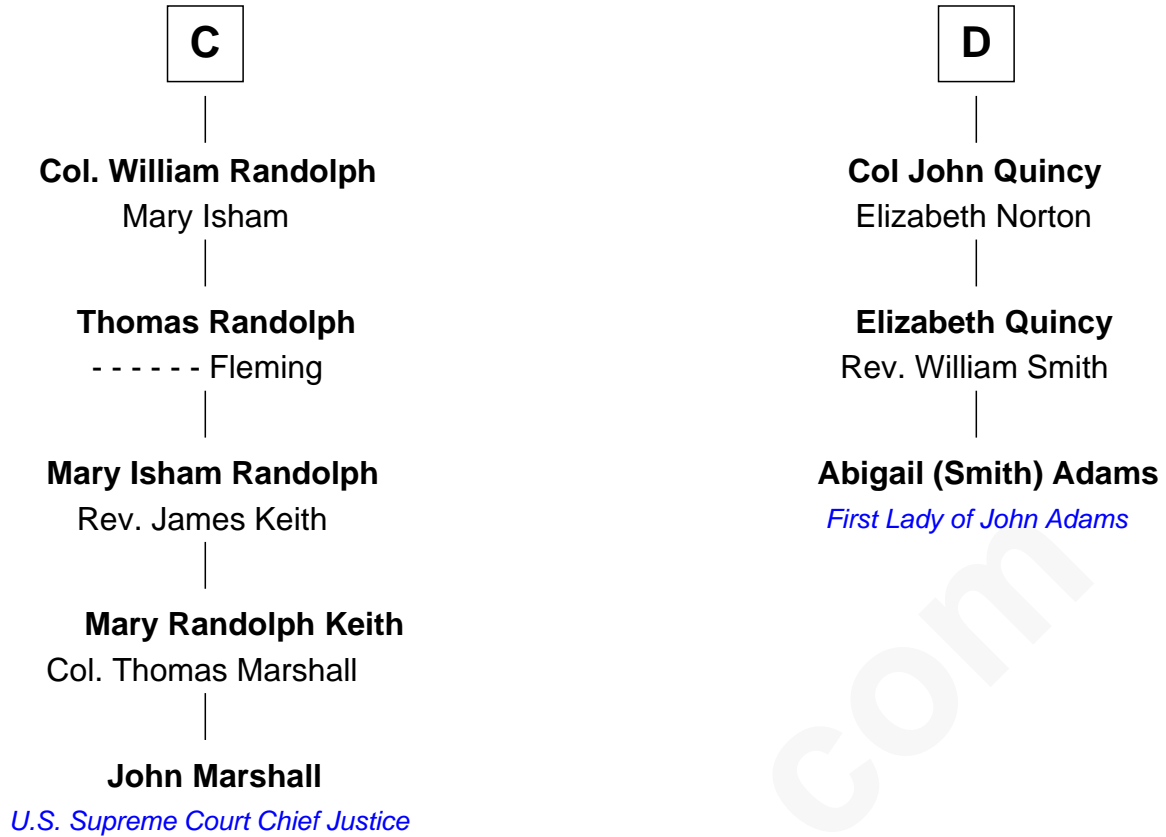 C
Col. William Randolph
Mary Isham
Thomas Randolph
- - - - - - Fleming
Mary Isham Randolph
Rev. James Keith
Mary Randolph Keith
Col. Thomas Marshall
John Marshall
U.S. Supreme Court Chief Justice
D
Col John Quincy
Elizabeth Norton
Elizabeth Quincy
Rev. William Smith
Abigail (Smith) Adams
First Lady of John Adams
com